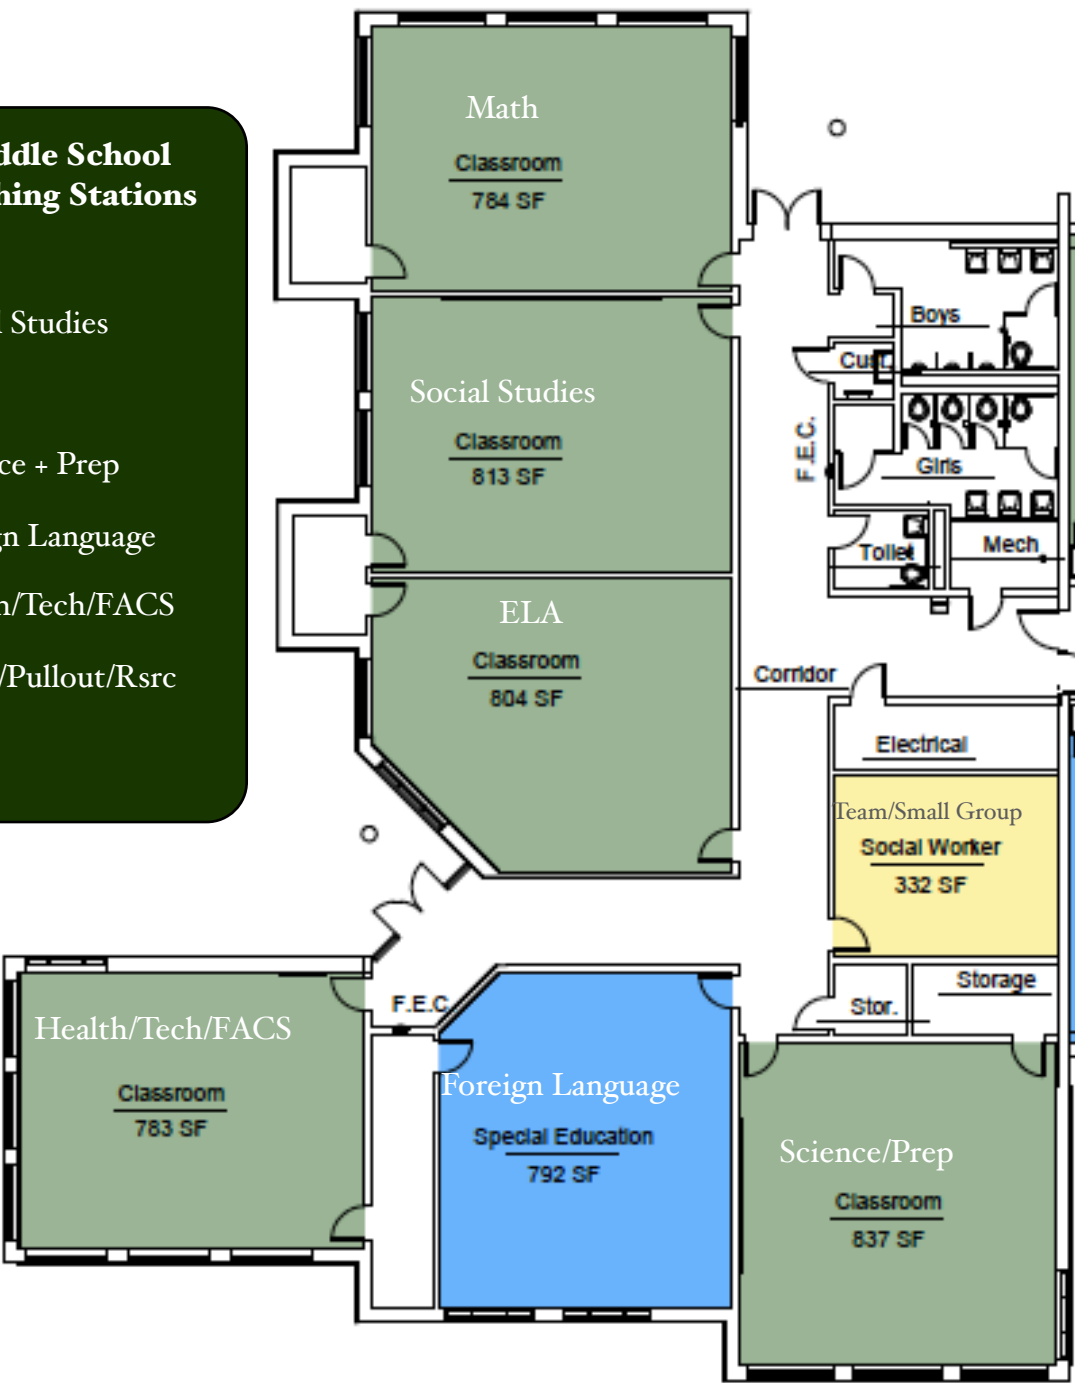 ddle School
hing Stations
l Studies
ce + Prep
gn Language
h/Tech/FACS
/Pullout/Rsrc
Math
Classroom
784 SF
Social Studies
Classroom
813 SF
ELA
Classroom
804 SF
Boys
Cust.
F.E.C.
Girls
Toilet
Mech
Corridor
Electrical
Team/Small Group
Social Worker
332 SF
Stor.
Storage
F.E.C.
Health/Tech/FACS
Classroom
783 SF
Foreign Language
Special Education
792 SF
Science/Prep
Classroom
837 SF